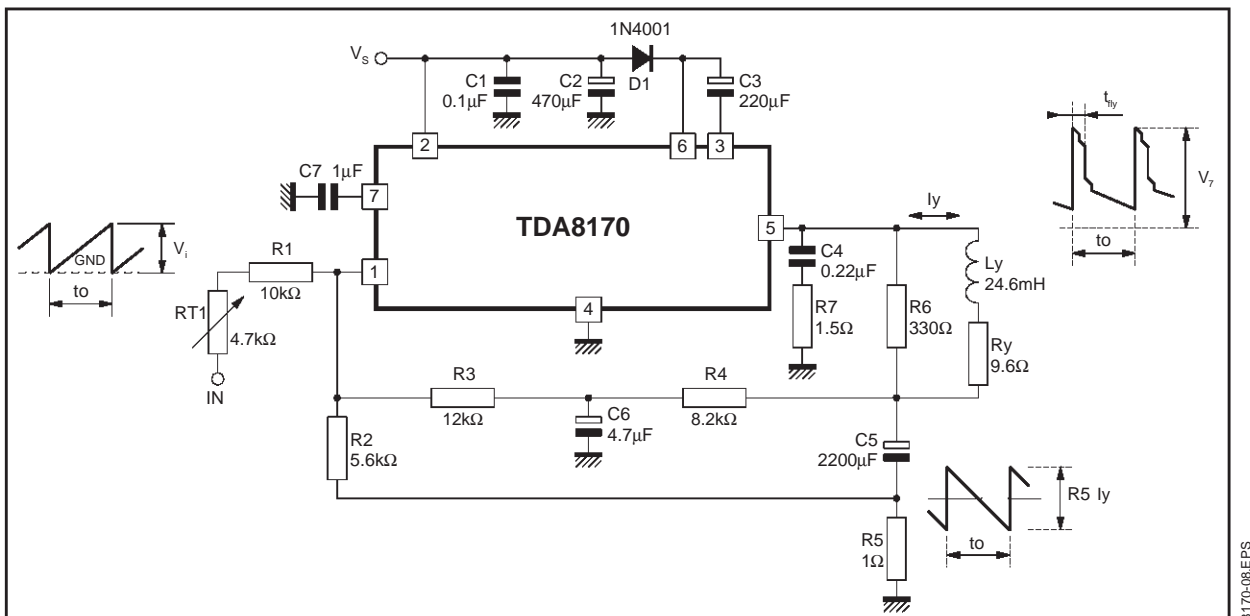 1N4001
VS
C1
0.1µF
C2
470µF
D1
C3
220µF
tfly
2
6
3
C7
1µF
7
V7
TDA8170
5
Iy
to
Vi
GND
to
R1
10kΩ
1
C4
0.22µF
Ly
24.6mH
RT1
4.7kΩ
4
R7
1.5Ω
R6
330Ω
Ry
9.6Ω
IN
R3
12kΩ
R4
8.2kΩ
C6
4.7µF
R2
5.6kΩ
C5
2200µF
R5 Iy
to
R5
1Ω
8170-08.EPS